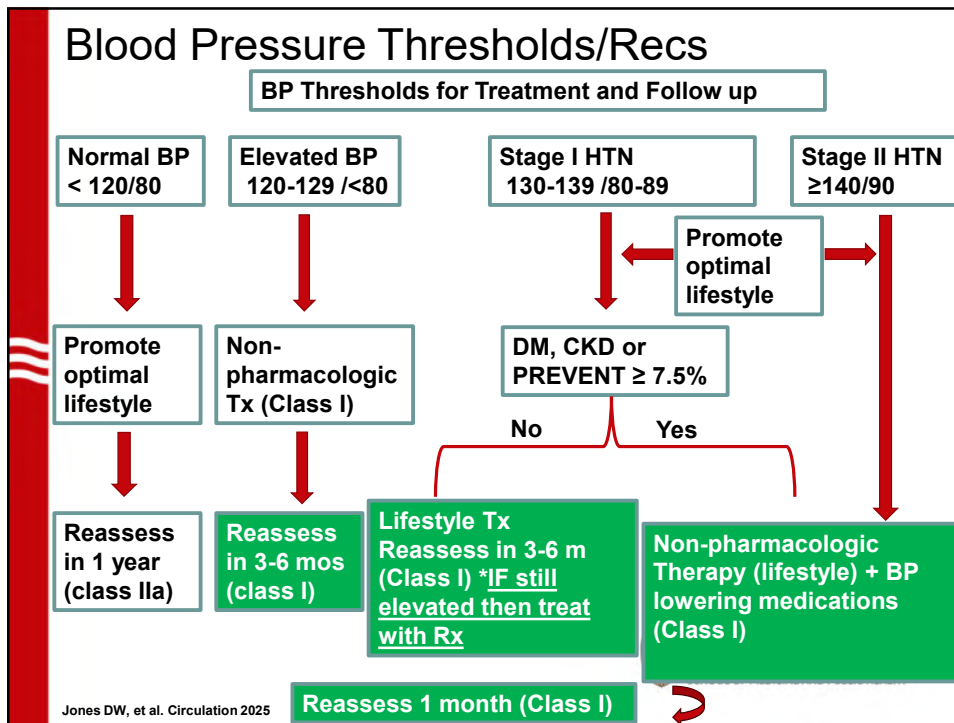 Blood Pressure Thresholds/Recs
BP Thresholds for Treatment and Follow up
Normal BP
< 120/80
Elevated BP
120-129 /<80
Stage I HTN
130-139 /80-89
Stage II HTN
≥140/90
Promote
optimal
lifestyle
Promote
optimal
lifestyle
Non-
pharmacologic
Tx (Class I)
DM, CKD or
PREVENT ≥ 7.5%
No
Yes
Reassess
in 1 year
(class IIa)
Reassess
in 3-6 mos
(class I)
Lifestyle Tx
Reassess in 3-6 m
(Class I) *IF still
elevated then treat
with Rx
Non-pharmacologic
Therapy (lifestyle) + BP
lowering medications
(Class I)
Reassess 1 month (Class I)
Jones DW, et al. Circulation 2025